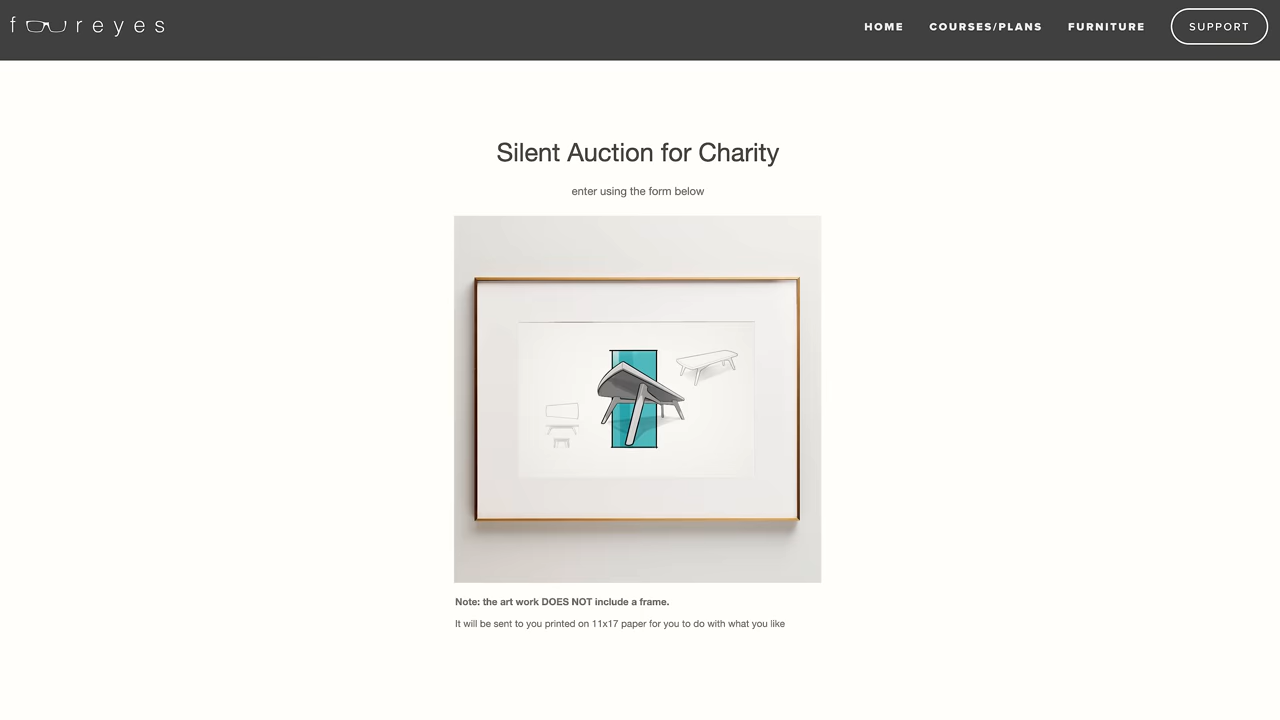 foureyes
HOME COURSES/PLANS FURNITURE SUPPORT
Silent Auction for Charity
enter using the form below
Note: the art work DOES NOT include a frame.
It will be sent to you printed on 11x17 paper for you to do with what you like